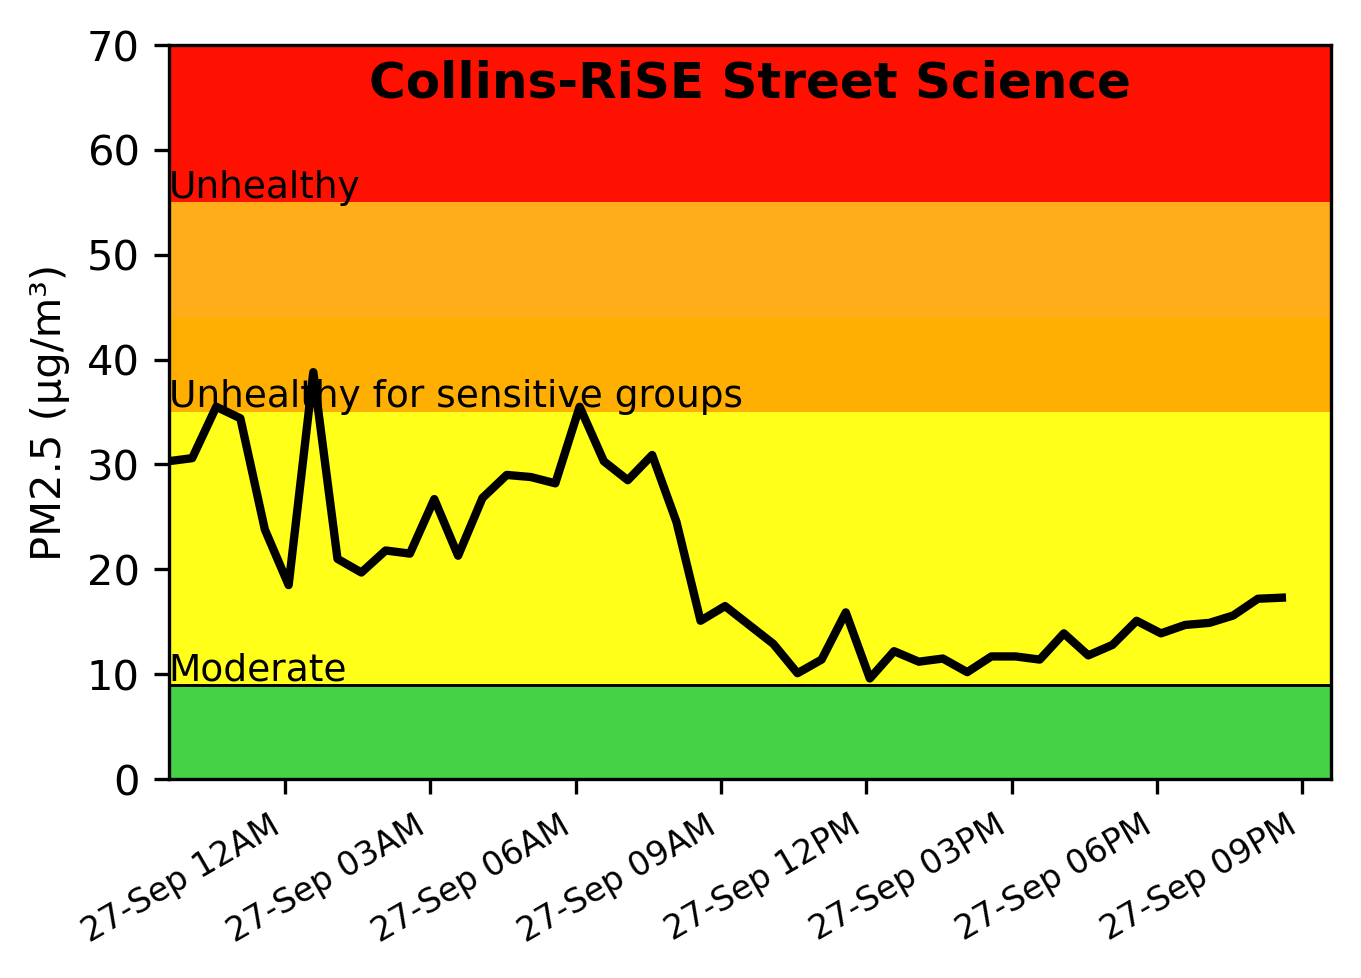 Collins-RiSE Street Science
70
60
50
40
30
20
10
0
PM2.5 (µg/m³)
Unhealthy
Unhealthy for sensitive groups
Moderate
27-Sep 12AM
27-Sep 03AM
27-Sep 06AM
27-Sep 09AM
27-Sep 12PM
27-Sep 03PM
27-Sep 06PM
27-Sep 09PM